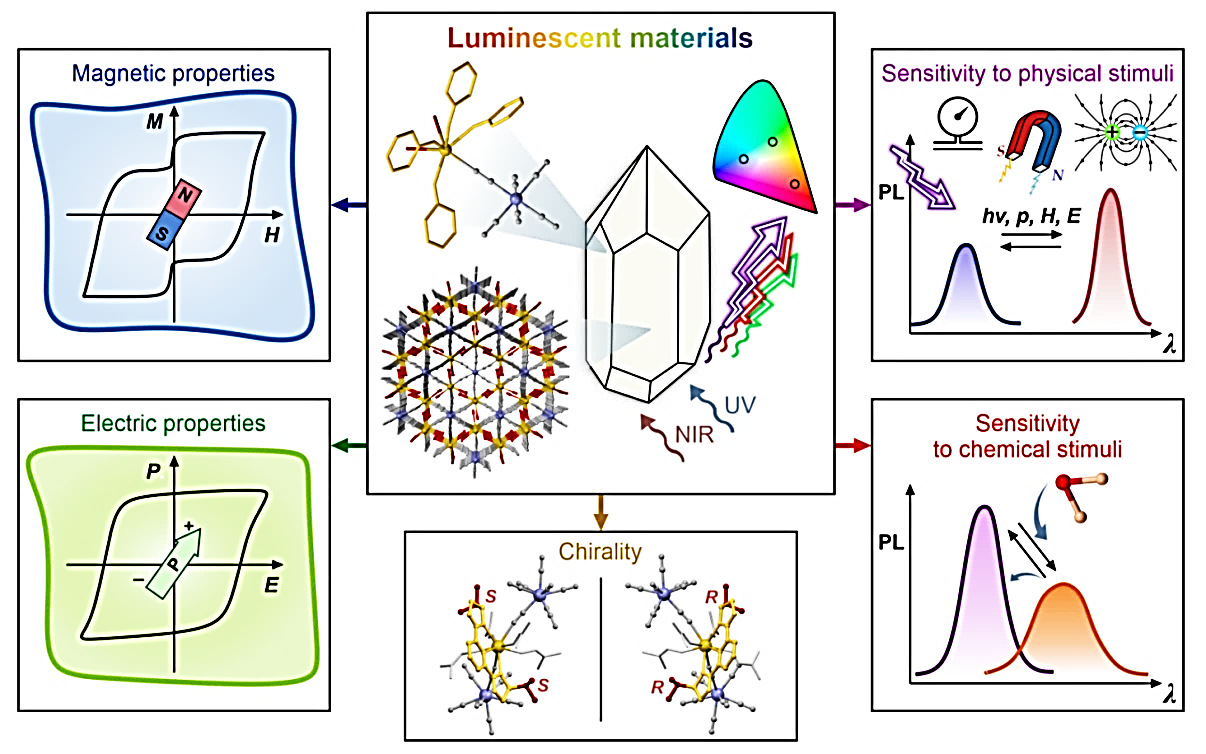 Luminescent materials
UV
NIR
Magnetic properties
M
N
S
H
Electric properties
P
+
P
−
E
Chirality
S
R
S
R
Sensitivity to physical stimuli
+
−
S
N
PL
hν, p, H, E
λ
Sensitivity
to chemical stimuli
PL
λ